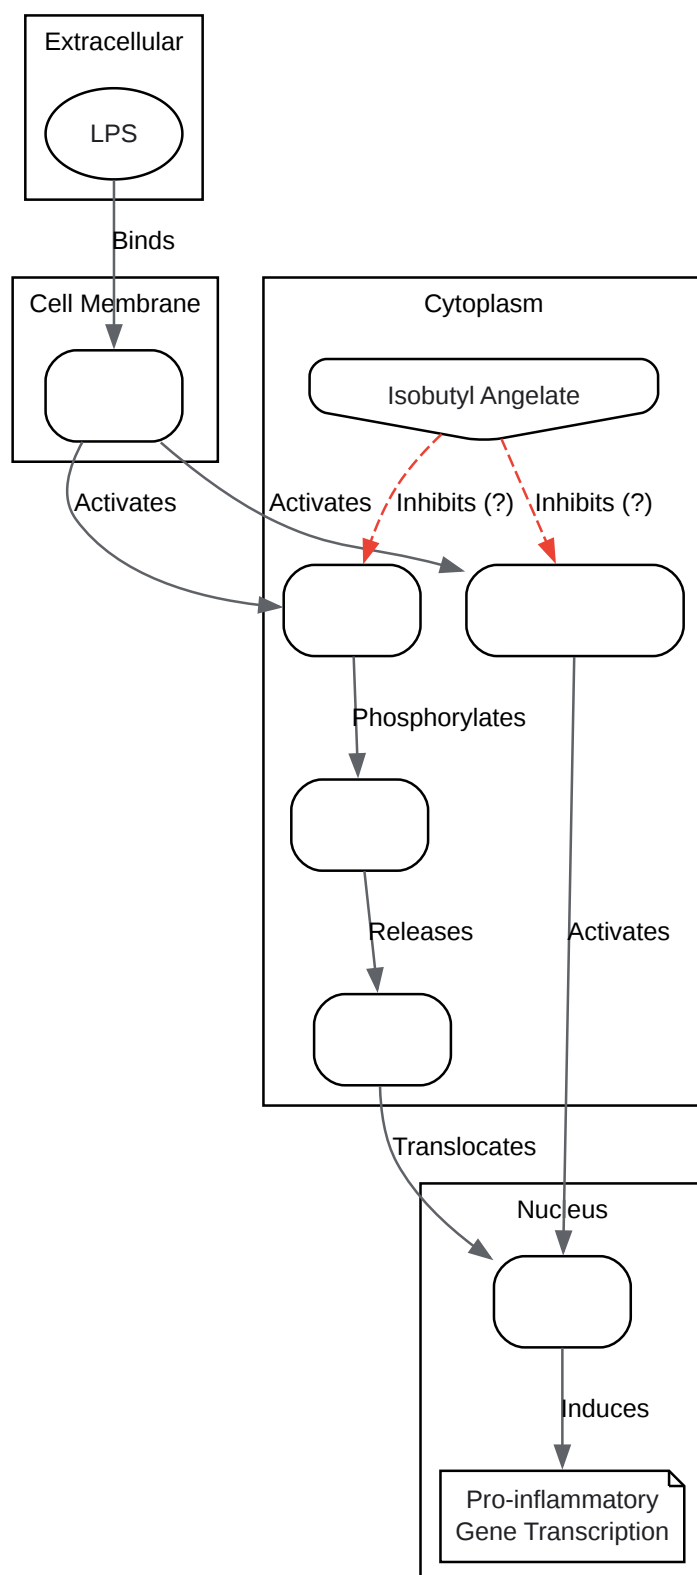 Extracellular
LPS
Binds
Cell Membrane
Cytoplasm
Isobutyl Angelate
Activates
Activates
Inhibits (?)
Inhibits (?)
Phosphorylates
Releases
Activates
Translocates
Nucleus
Induces
Pro-inflammatory
Gene Transcription